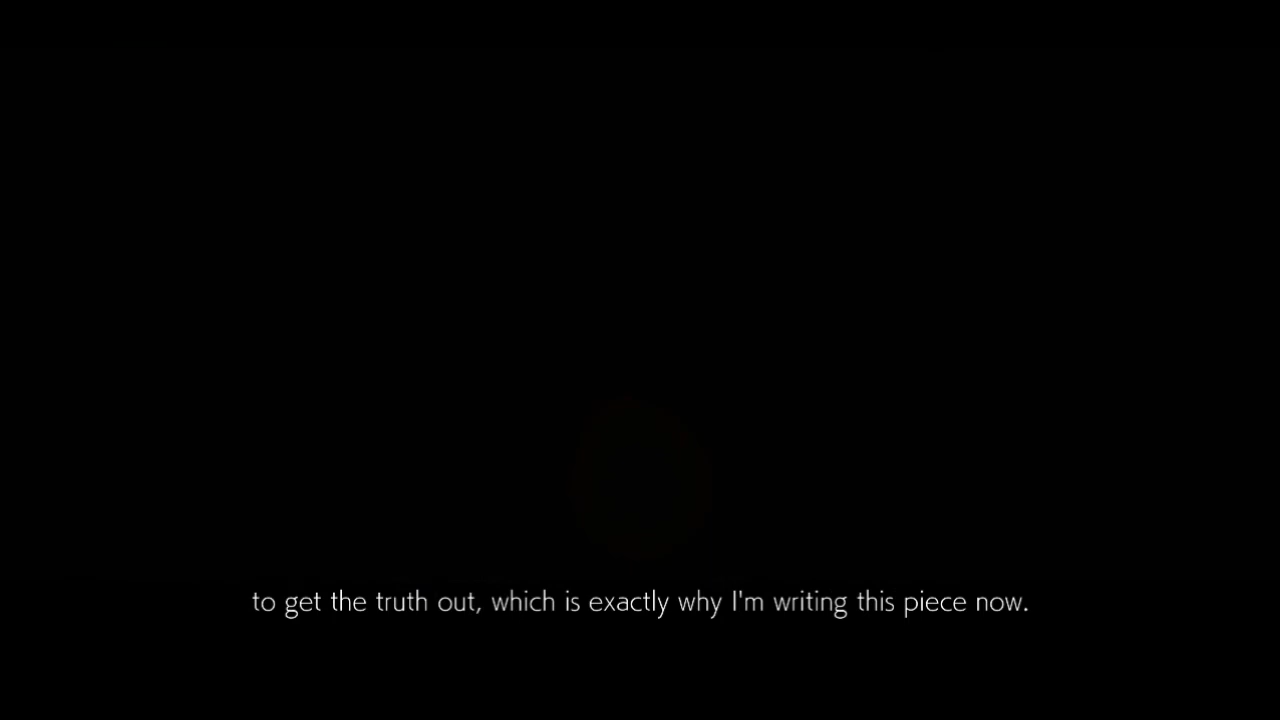 to get the truth out, which is exactly why I'm writing this piece now.